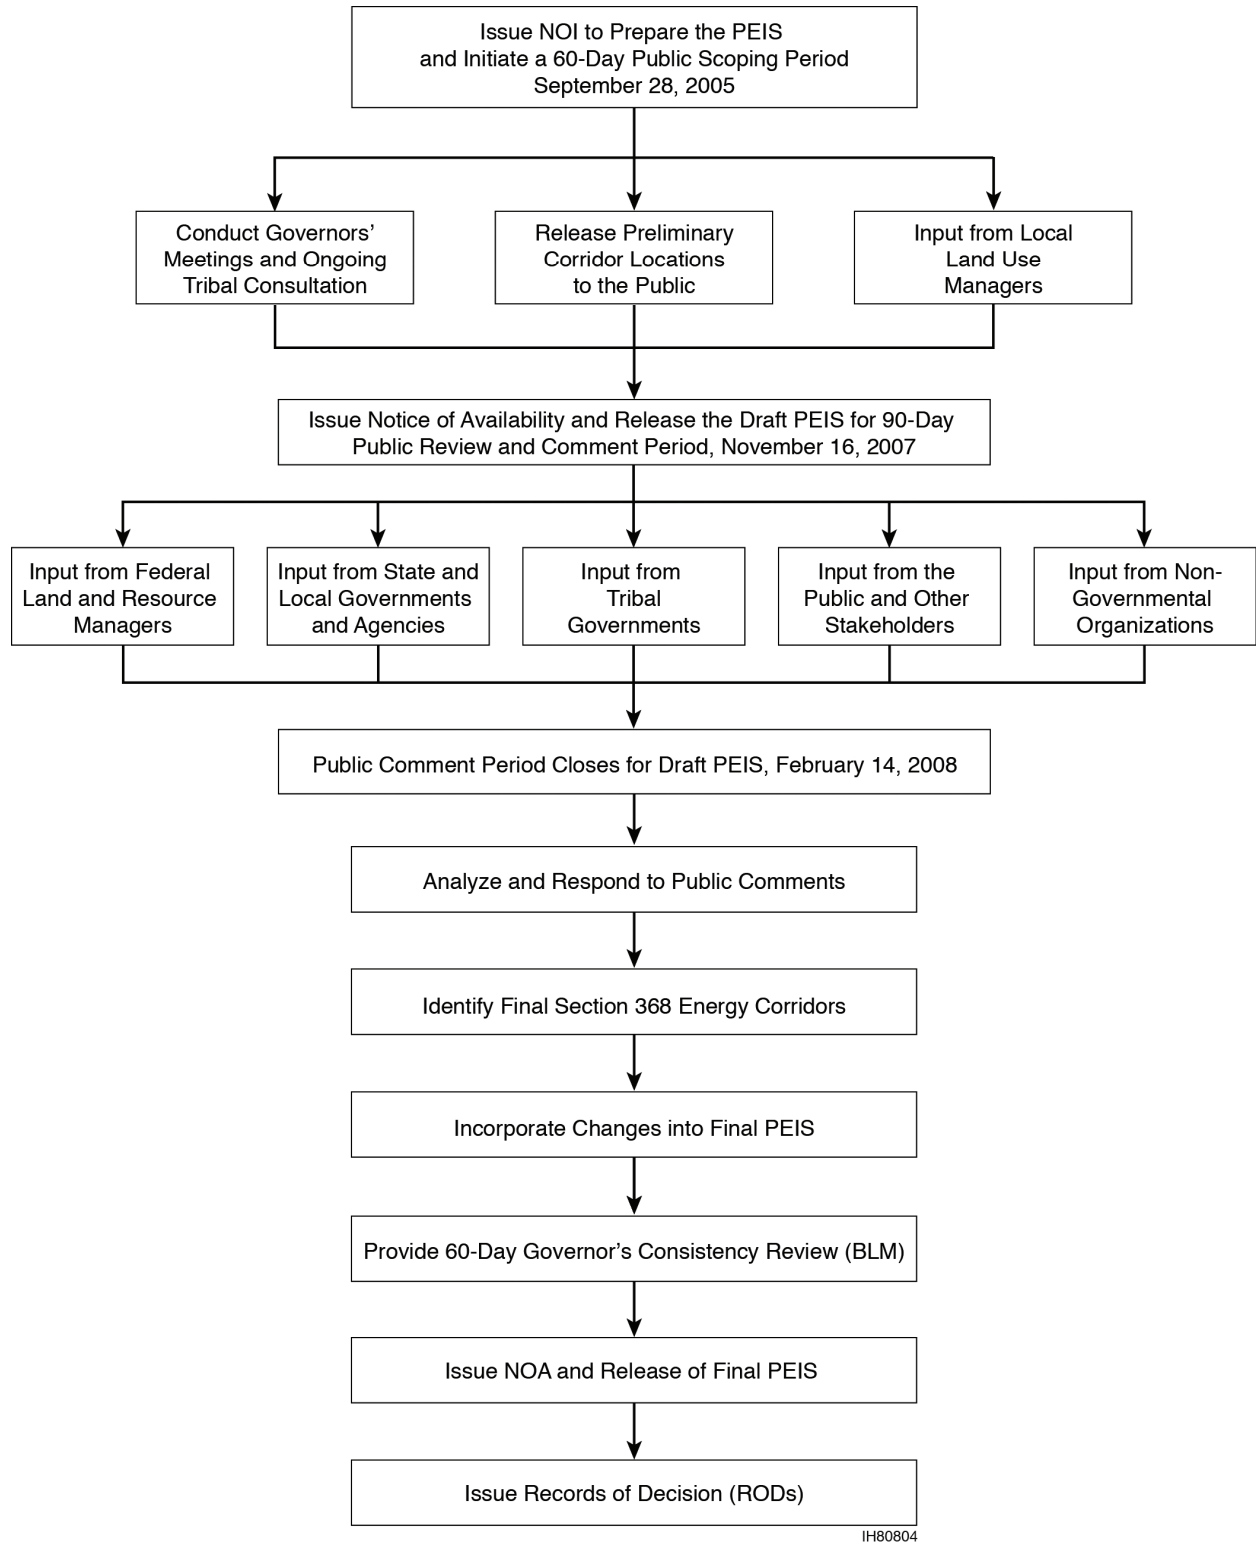 Issue NOI to Prepare the PEIS
and Initiate a 60-Day Public Scoping Period
September 28, 2005
Conduct Governors’
Meetings and Ongoing
Tribal Consultation
Release Preliminary
Corridor Locations
to the Public
Input from Local
Land Use
Managers
Issue Notice of Availability and Release the Draft PEIS for 90-Day
Public Review and Comment Period, November 16, 2007
Input from Federal
Land and Resource
Managers
Input from State and
Local Governments
and Agencies
Input from
Tribal
Governments
Input from the
Public and Other
Stakeholders
Input from Non-
Governmental
Organizations
Public Comment Period Closes for Draft PEIS, February 14, 2008
Analyze and Respond to Public Comments
Identify Final Section 368 Energy Corridors
Incorporate Changes into Final PEIS
Provide 60-Day Governor’s Consistency Review (BLM)
Issue NOA and Release of Final PEIS
Issue Records of Decision (RODs)
IH80804